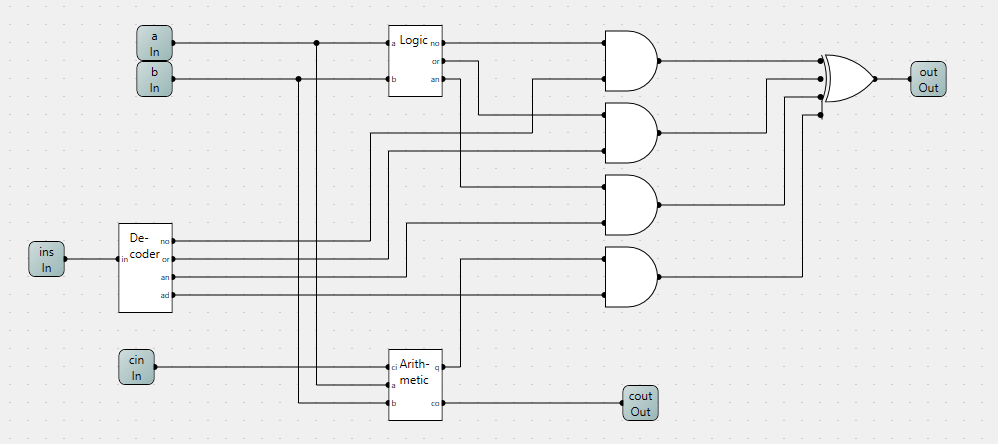 a
In
b
In
Logic
a
b
no
or
an
out
Out
ins
In
De-
coder
in
no
or
an
ad
cin
In
Arith-
metic
ci
a
b
q
co
cout
Out